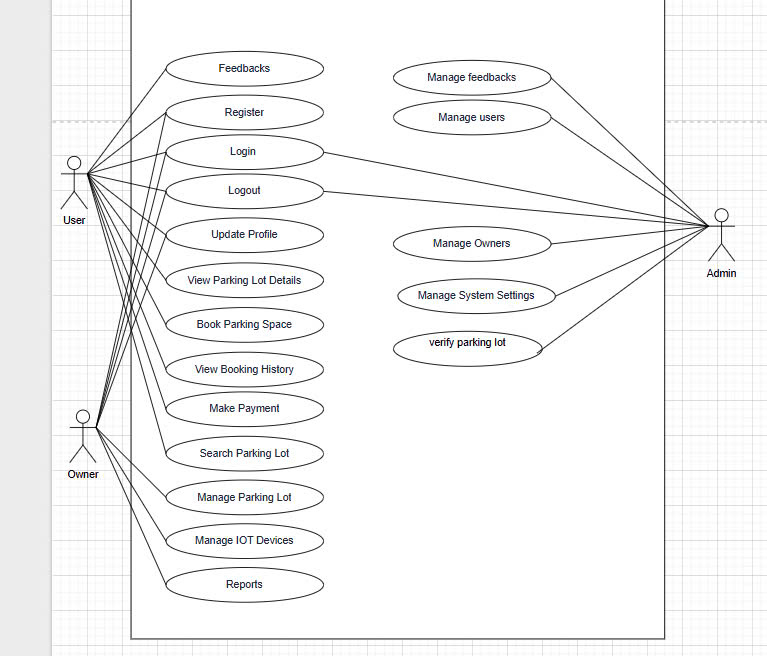 Feedbacks
Manage feedbacks
Register
Manage users
Login
Logout
User
Update Profile
Manage Owners
Admin
View Parking Lot Details
Manage System Settings
Book Parking Space
verify parking lot
View Booking History
Make Payment
Search Parking Lot
Owner
Manage Parking Lot
Manage IOT Devices
Reports